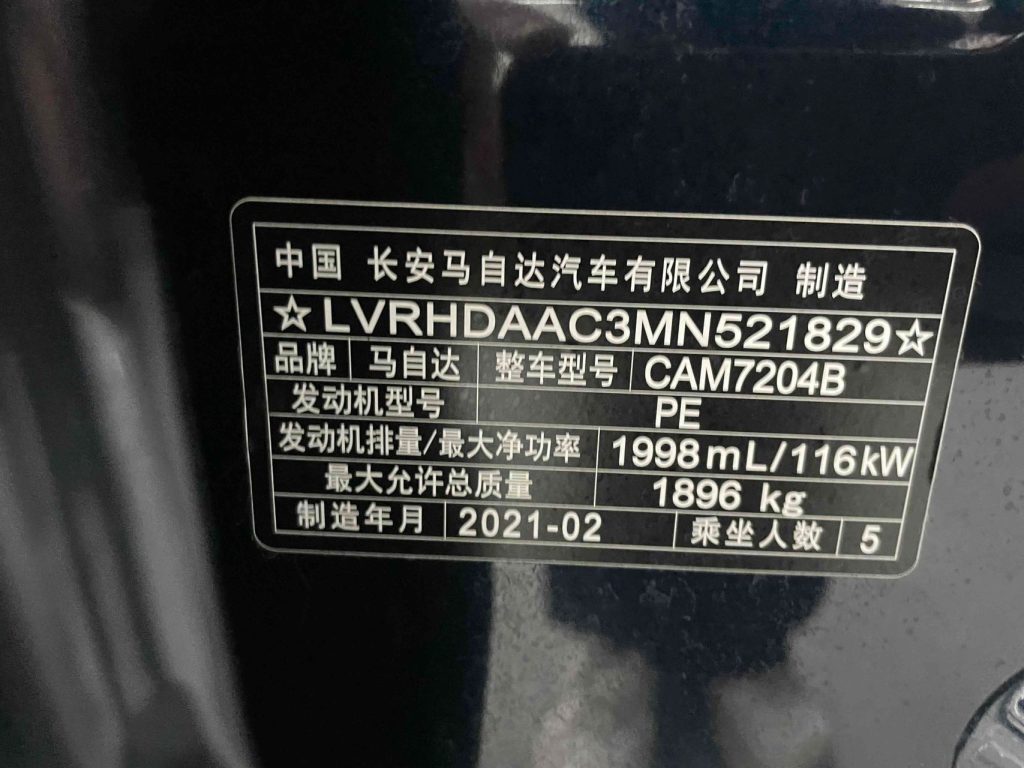 中国 长安马自达汽车有限公司 制造
☆LVRHDAAC3MN521829☆
品牌 马自达 整车型号 CAM7204B
发动机型号 PE
发动机排量/最大净功率 1998mL/116kW
最大允许总质量 1896 kg
制造年月 2021-02 乘坐人数 5